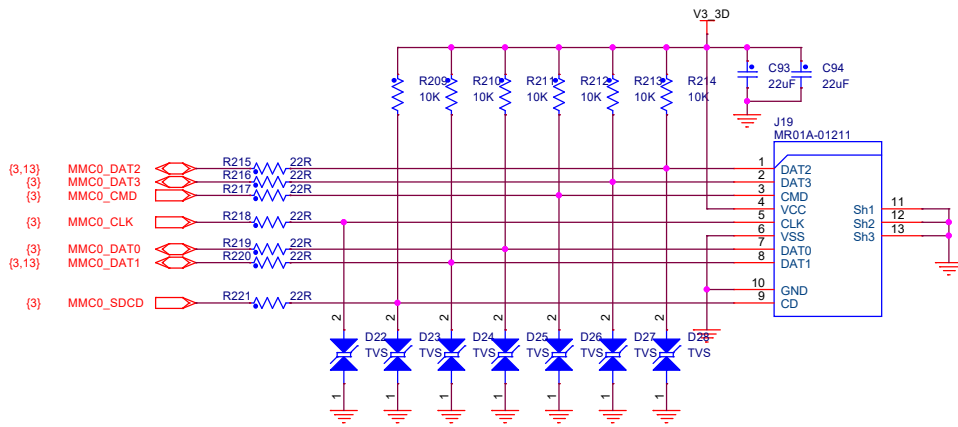 V3_3D
R209 R210 R211 R212 R213 R214
10K 10K 10K 10K 10K 10K
C93 C94
22uF 22uF
J19
MR01A-01211
{3,13} MMC0_DAT2 R215 22R 1 DAT2
{3} MMC0_DAT3 R216 22R 2 DAT3
{3} MMC0_CMD R217 22R 3 CMD
4 VCC Sh1 11
{3} MMC0_CLK R218 22R 5 CLK Sh2 12
6 VSS Sh3 13
{3} MMC0_DAT0 R219 22R 7 DAT0
{3,13} MMC0_DAT1 R220 22R 8 DAT1
10 GND
{3} MMC0_SDCD R221 22R 9 CD
2 2 2 2 2 2 2
D22 D23 D24 D25 D26 D27 D28
TVS TVS TVS TVS TVS TVS TVS
1 1 1 1 1 1 1